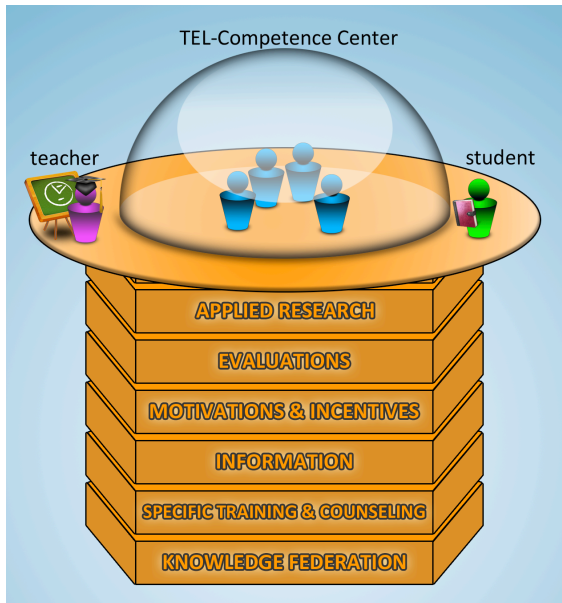 TEL-Competence Center
teacher
student
APPLIED RESEARCH
EVALUATIONS
MOTIVATIONS & INCENTIVES
INFORMATION
SPECIFIC TRAINING & COUNSELING
KNOWLEDGE FEDERATION